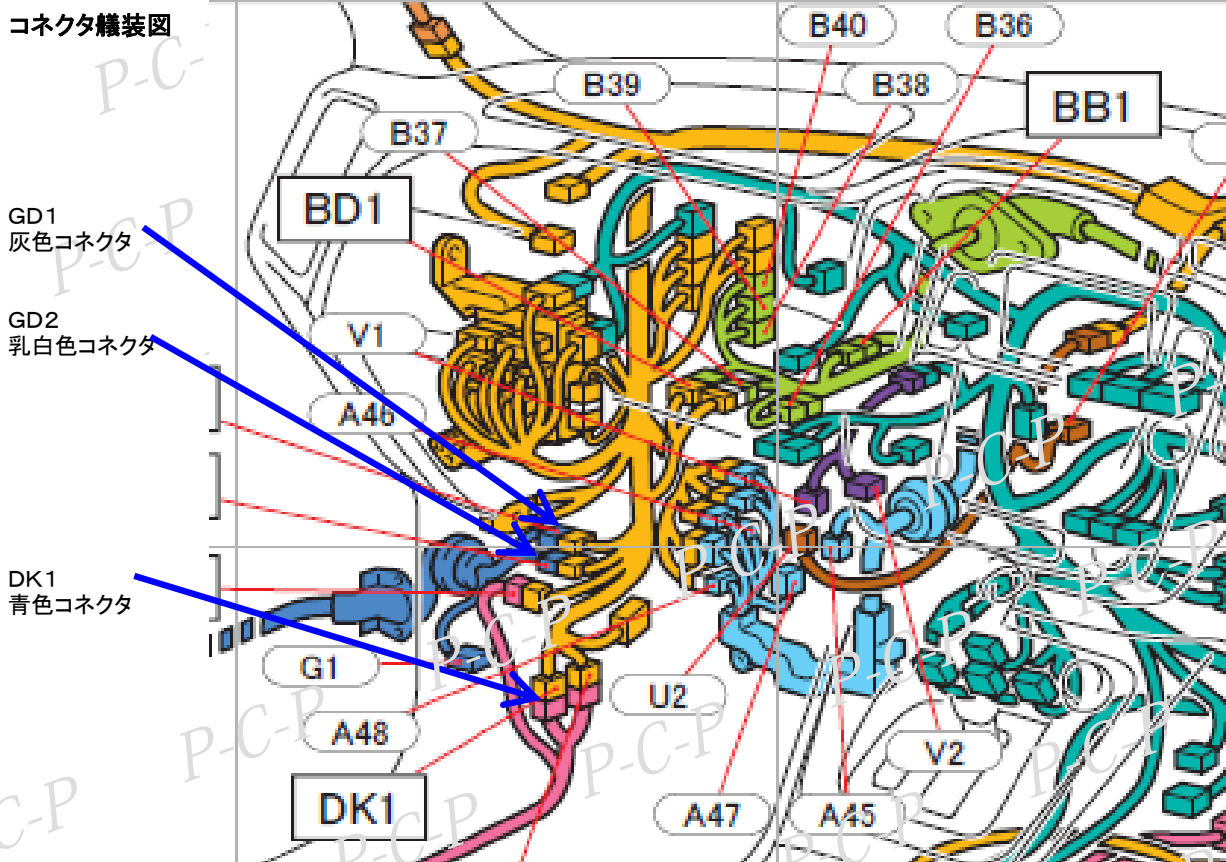 コネクタ艤装図
B40
B36
B39
B38
BB1
B37
BD1
GD1
灰色コネクタ
GD2
乳白色コネクタ
V1
A46
DK1
青色コネクタ
G1
U2
A48
V2
DK1
A47
A45
P-C-
P-C-P
P-C-P
P-C-P
P-C-P
P-C-P
P-C-P
P-C-P
P-C-P
P-C-P
P-C-P
P-C-P
P-C-P
C-P
P